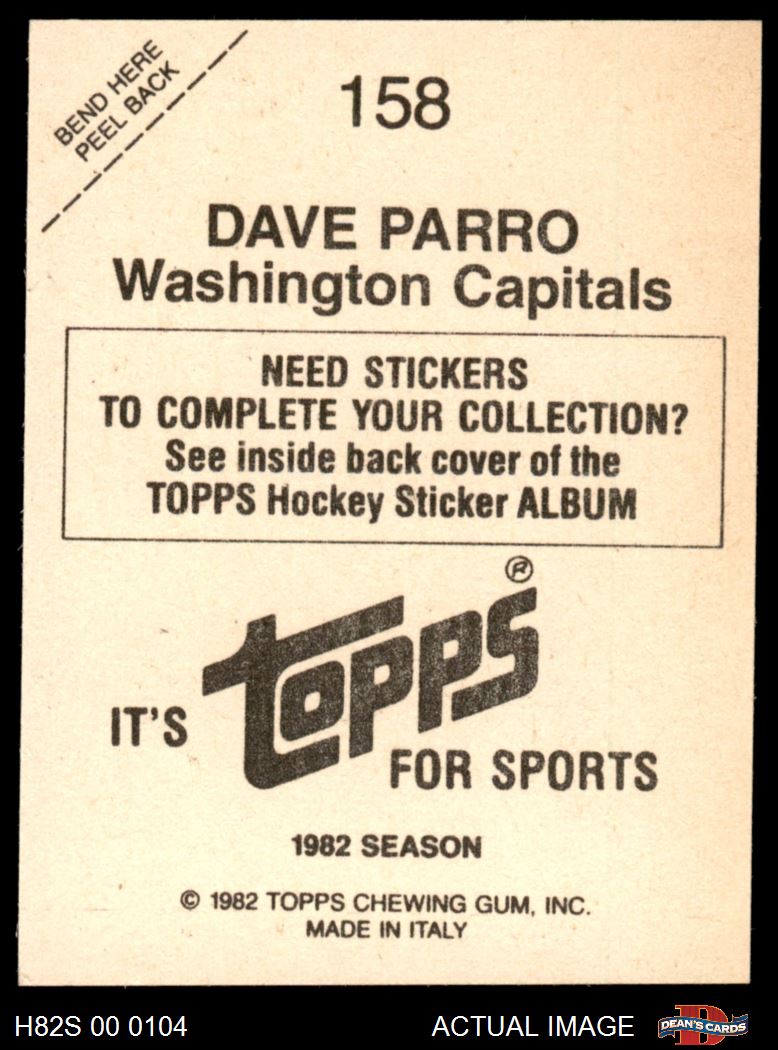 BEND HERE
PEEL BACK
158
DAVE PARRO
Washington Capitals
NEED STICKERS
TO COMPLETE YOUR COLLECTION?
See inside back cover of the
TOPPS Hockey Sticker ALBUM
IT'S TOPPS®
FOR SPORTS
1982 SEASON
© 1982 TOPPS CHEWING GUM, INC.
MADE IN ITALY
H82S 00 0104 ACTUAL IMAGE DEAN'S CARDS